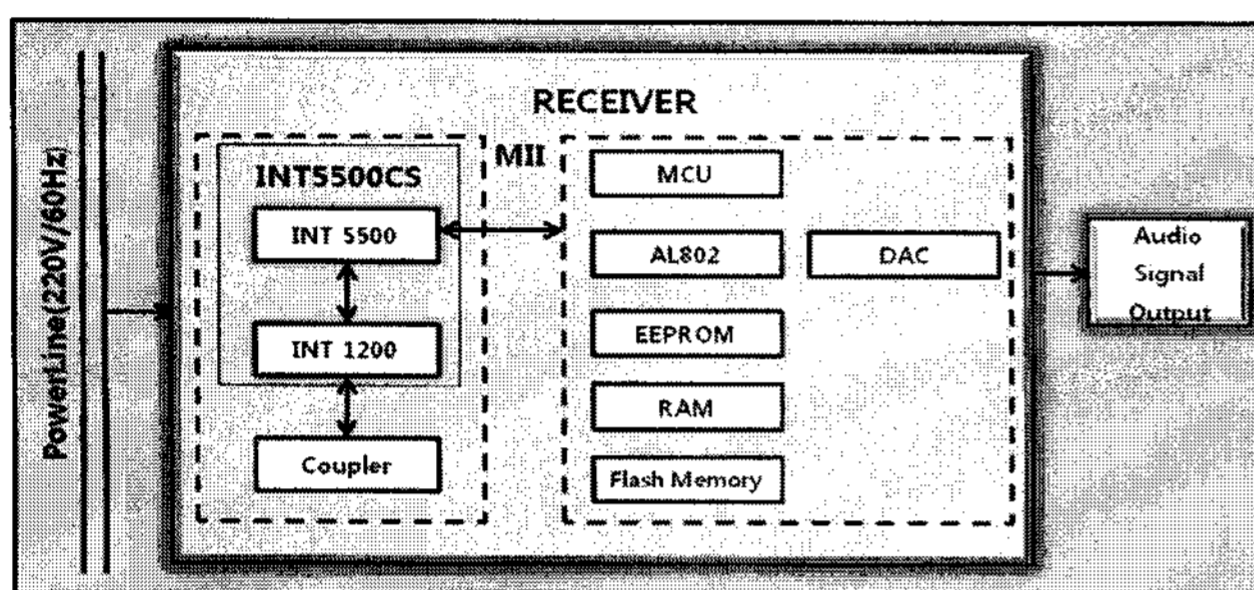 PowerLine(220V/60Hz)
RECEIVER
INT5500CS
INT 5500
INT 1200
Coupler
MII
MCU
AL802
DAC
EEPROM
RAM
Flash Memory
Audio
Signal
Output